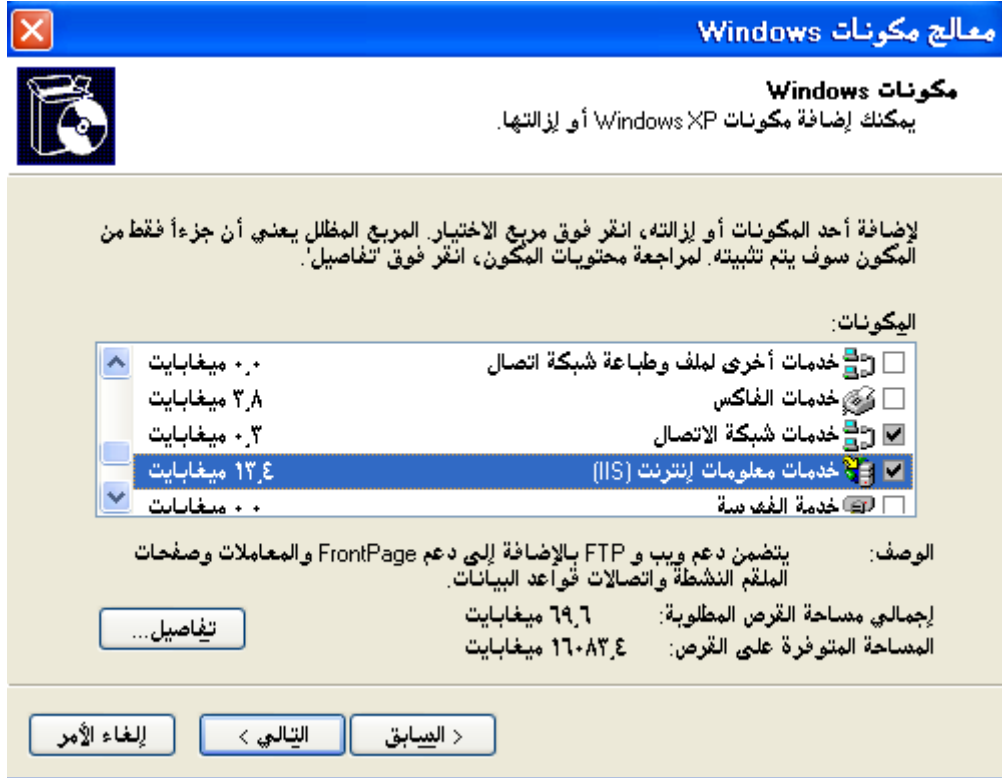 معالج مكونات Windows
مكونات Windows
يمكنك إضافة مكونات Windows XP أو إزالتها.
لإضافة أحد المكونات أو إزالته، انقر فوق مربع الاختيار. المربع المظلل يعني أن جزءاً فقط من
المكون سوف يتم تثبيته. لمراجعة محتويات المكون، انقر فوق 'تفاصيل'.
المكونات:
خدمات أخرى لملف وطباعة شبكة اتصال ٠,٠ ميغابايت
خدمات الفاكس ٣,٨ ميغابايت
خدمات شبكة الاتصال ٠,٣ ميغابايت
خدمات معلومات إنترنت (IIS) ١٣,٤ ميغابايت
خدمة الفهرسة ٠,٠ ميغابايت
الوصف: يتضمن دعم ويب و FTP بالإضافة إلى دعم FrontPage والمعاملات وصفحات
الملقم النشطة واتصالات قواعد البيانات.
إجمالي مساحة القرص المطلوبة: ٦٩,٦ ميغابايت
المساحة المتوفرة على القرص: ١٦٠٨٣,٤ ميغابايت
تفاصيل...
< السابق
التالي >
إلغاء الأمر